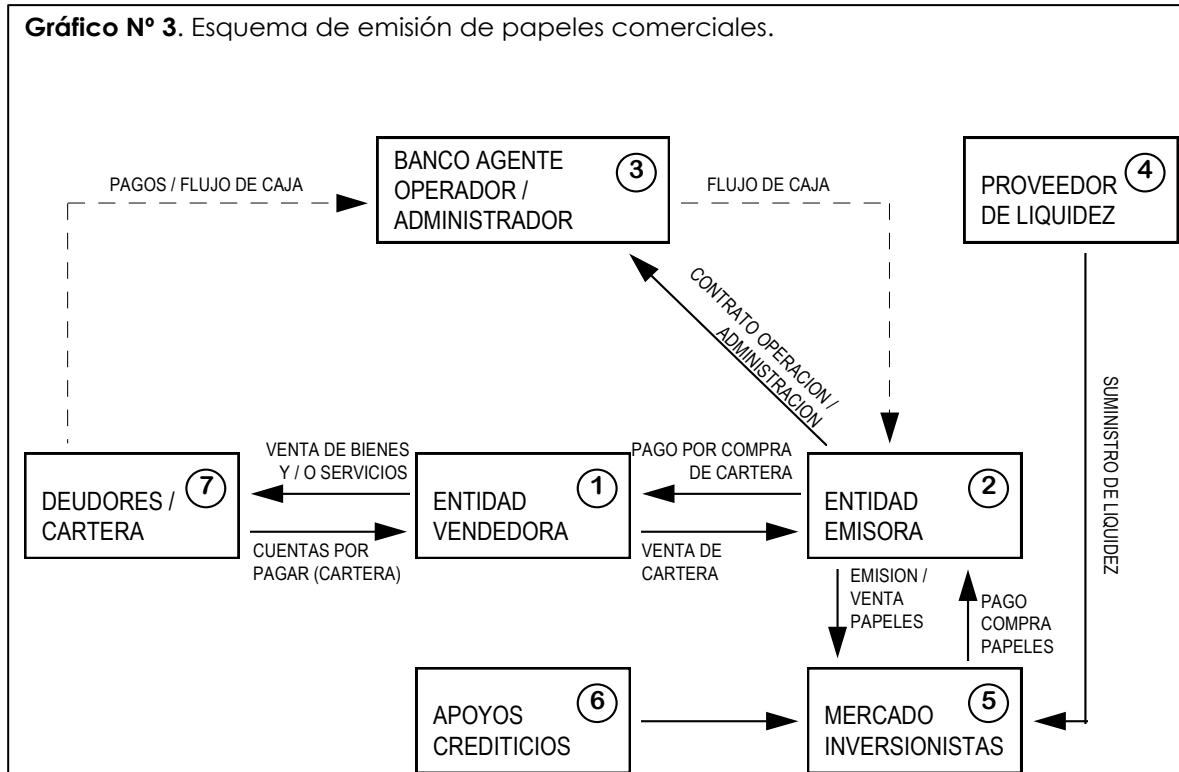 Gráfico Nº 3. Esquema de emisión de papeles comerciales.
BANCO AGENTE
OPERADOR /
ADMINISTRADOR
3
PROVEEDOR
DE LIQUIDEZ
4
PAGOS / FLUJO DE CAJA
FLUJO DE CAJA
CONTRATO OPERACION /
ADMINISTRACION
SUMINISTRO DE LIQUIDEZ
DEUDORES /
CARTERA
7
VENTA DE BIENES
Y / O SERVICIOS
CUENTAS POR
PAGAR (CARTERA)
ENTIDAD
VENDEDORA
1
PAGO POR COMPRA
DE CARTERA
VENTA DE
CARTERA
ENTIDAD
EMISORA
2
EMISION /
VENTA
PAPELES
PAGO
COMPRA
PAPELES
APOYOS
CREDITICIOS
6
MERCADO
INVERSIONISTAS
5